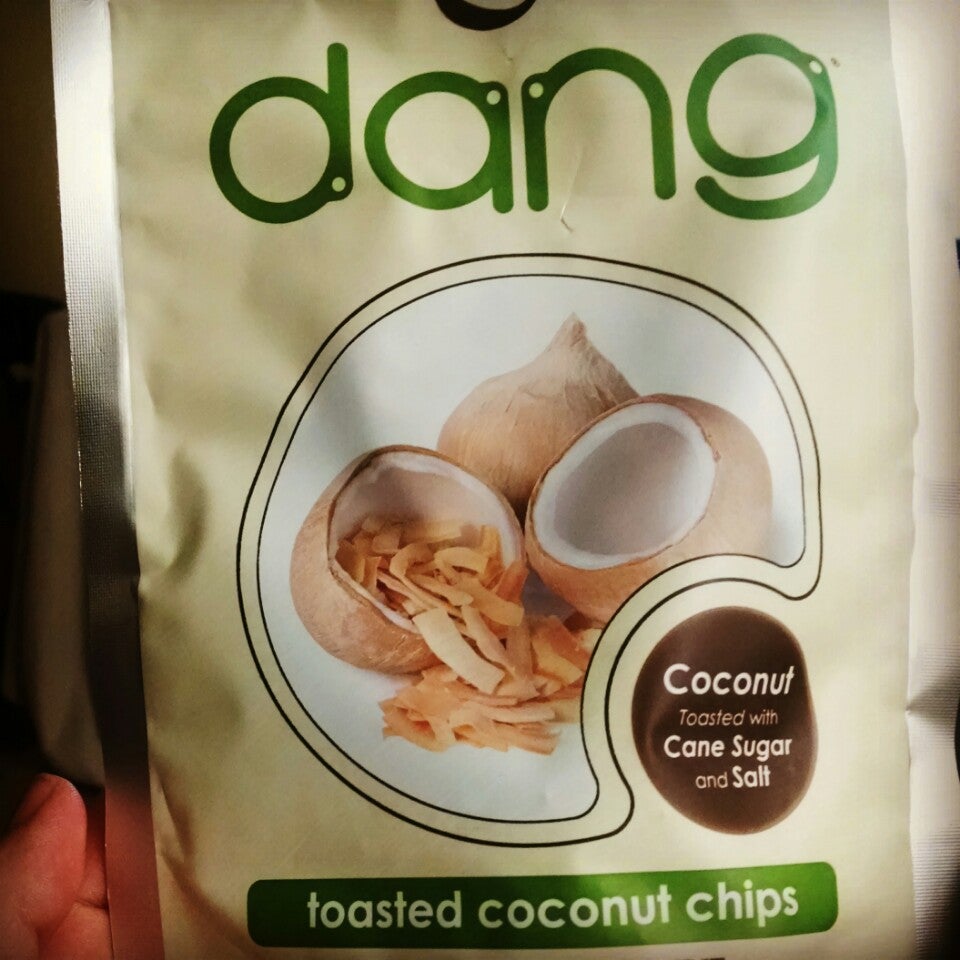 dang
Coconut
Toasted with
Cane Sugar
and Salt
toasted coconut chips